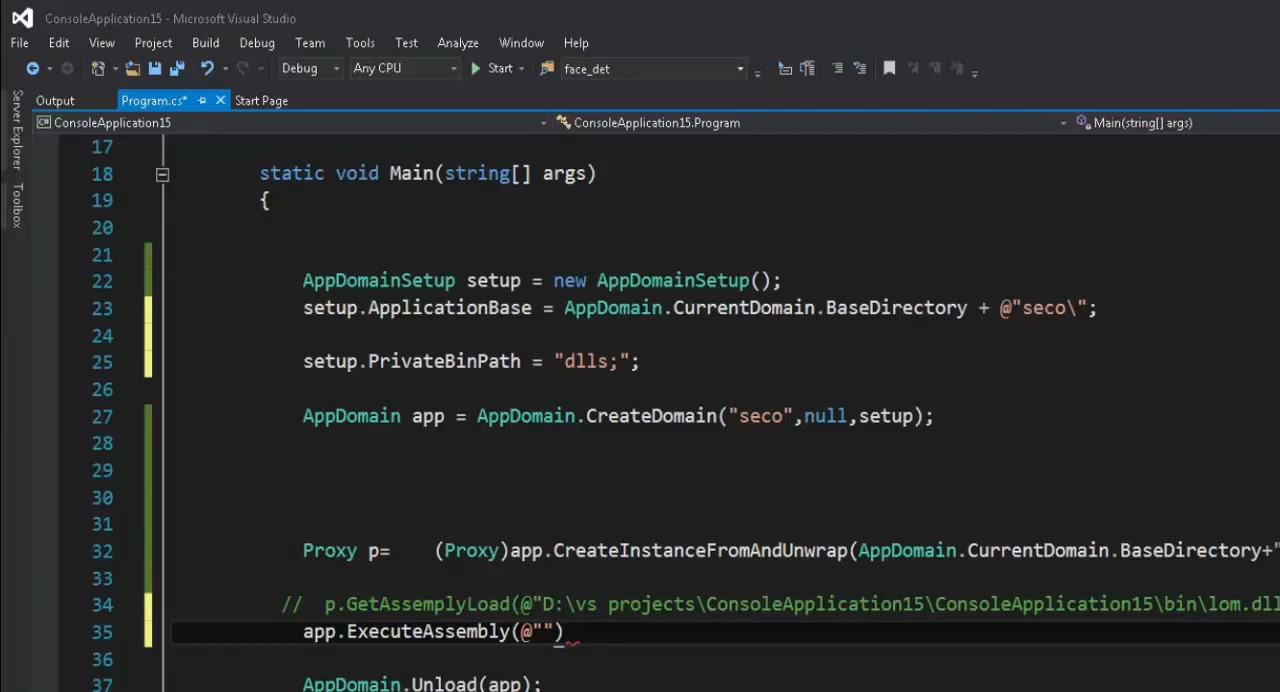 ConsoleApplication15 - Microsoft Visual Studio
File Edit View Project Build Debug Team Tools Test Analyze Window Help
Debug Any CPU Start face_det
Output Program.cs* Start Page
ConsoleApplication15 ConsoleApplication15.Program Main(string[] args)
Server Explorer
Toolbox
17
18 static void Main(string[] args)
19 {
20
21
22 AppDomainSetup setup = new AppDomainSetup();
23 setup.ApplicationBase = AppDomain.CurrentDomain.BaseDirectory + @"seco\";
24
25 setup.PrivateBinPath = "dlls;";
26
27 AppDomain app = AppDomain.CreateDomain("seco",null,setup);
28
29
30
31
32 Proxy p= (Proxy)app.CreateInstanceFromAndUnwrap(AppDomain.CurrentDomain.BaseDirectory+"
33
34 // p.GetAssemplyLoad(@"D:\vs projects\ConsoleApplication15\ConsoleApplication15\bin\lom.dll
35 app.ExecuteAssembly(@"")
36
37 AppDomain.Unload(app);